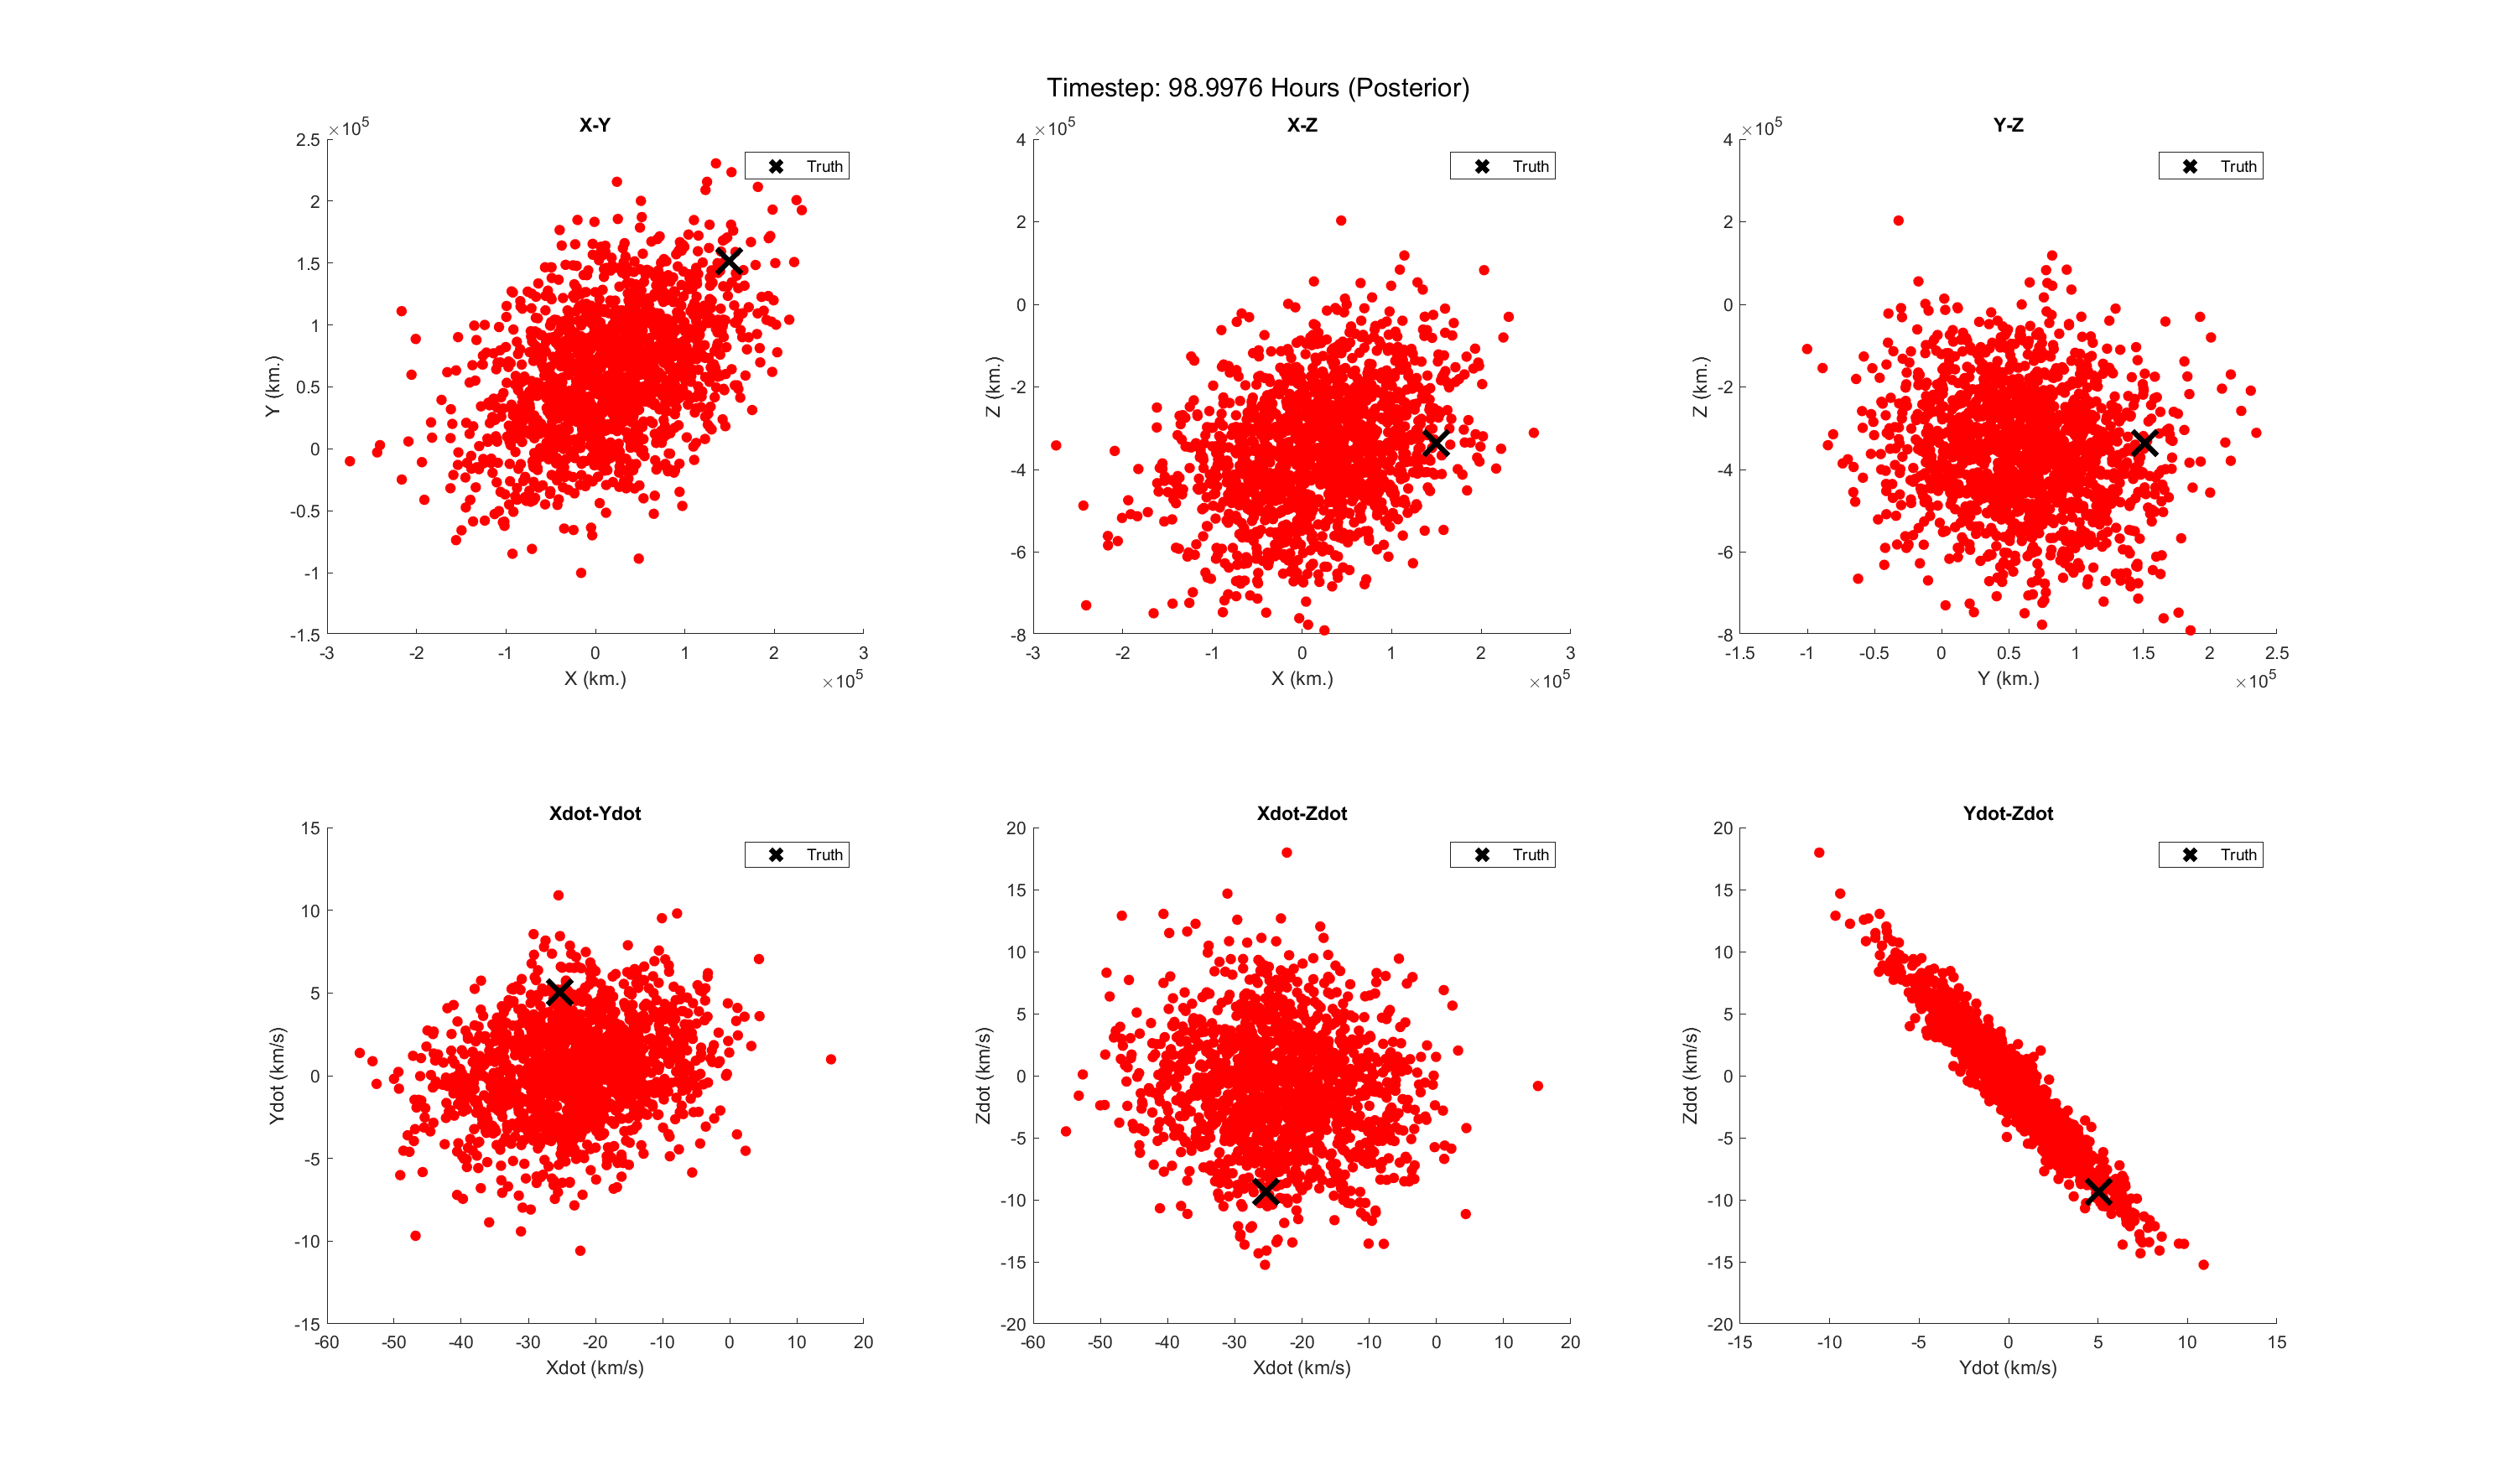 Timestep: 98.9976 Hours (Posterior)
X-Y
×10^5
2.5
2
1.5
1
0.5
0
-0.5
-1
-1.5
Y (km.)
Truth
-3 -2 -1 0 1 2 3
X (km.)
×10^5
X-Z
×10^5
4
2
0
-2
-4
-6
-8
Z (km.)
Truth
-3 -2 -1 0 1 2 3
X (km.)
×10^5
Y-Z
×10^5
4
2
0
-2
-4
-6
-8
Z (km.)
Truth
-1.5 -1 -0.5 0 0.5 1 1.5 2 2.5
Y (km.)
×10^5
Xdot-Ydot
15
10
5
0
-5
-10
-15
Ydot (km/s)
Truth
-60 -50 -40 -30 -20 -10 0 10 20
Xdot (km/s)
Xdot-Zdot
20
15
10
5
0
-5
-10
-15
-20
Zdot (km/s)
Truth
-60 -50 -40 -30 -20 -10 0 10 20
Xdot (km/s)
Ydot-Zdot
20
15
10
5
0
-5
-10
-15
-20
Zdot (km/s)
Truth
-15 -10 -5 0 5 10 15
Ydot (km/s)